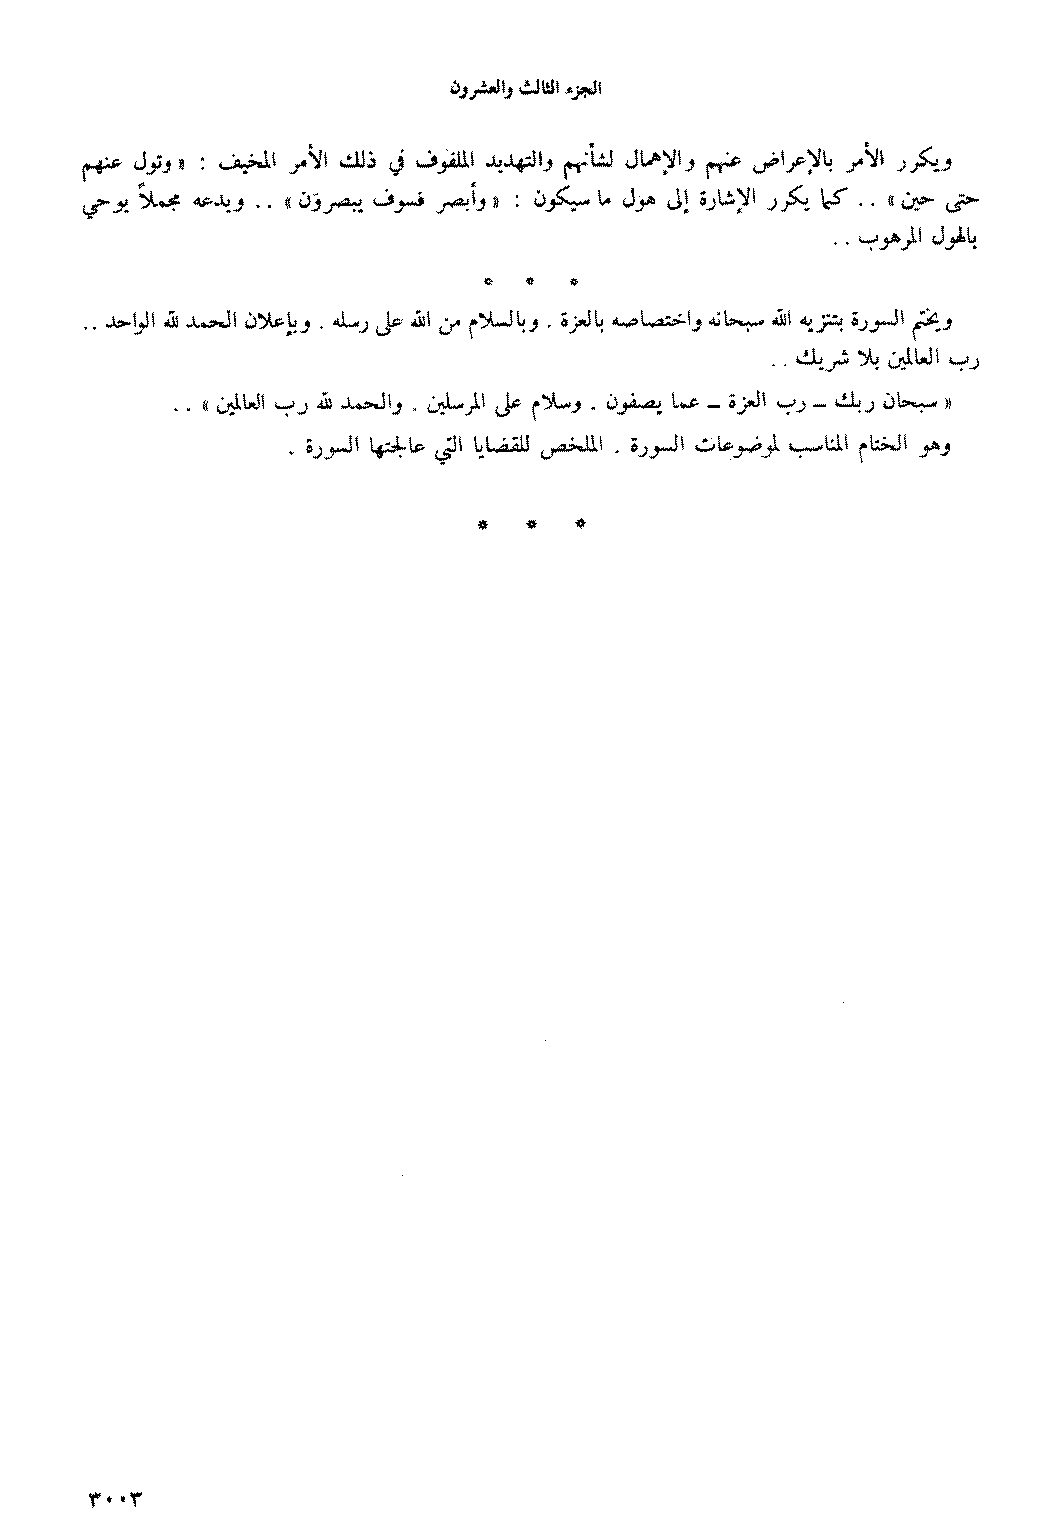 الجزء الثالث والعشرون
ويكرر الأمر بالإعراض عنهم والإهمال لشأنهم والتهديد الملفوف في ذلك الأمر المخيف : « وتول عنهم
حتى حين » .. كما يكرر الإشارة إلى هول ما سيكون : « وأبصر فسوف يبصرون » .. ويدعه مجملاً يوحي
بالهول المرهوب ..
* * *
ويختم السورة بتنزيه الله سبحانه واختصاصه بالعزة . وبالسلام من الله على رسله . وبإعلان الحمد لله الواحد ..
رب العالمين بلا شريك ..
« سبحان ربك – رب العزة – عما يصفون . وسلام على المرسلين . والحمد لله رب العالمين » ..
وهو الختام المناسب لموضوعات السورة . الملخص للقضايا التي عالجتها السورة .
* * *
٣٠٠٣